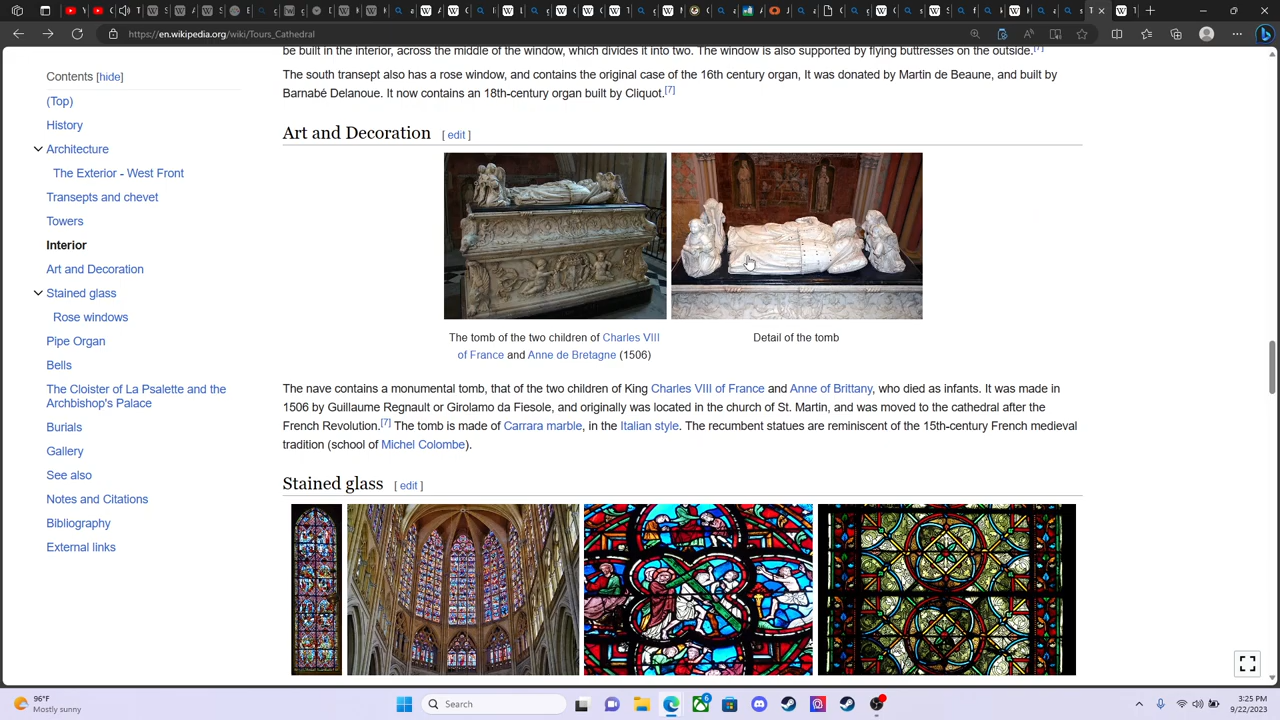 https://en.wikipedia.org/wiki/Tours_Cathedral
be built in the interior, across the middle of the window, which divides it into two. The window is also supported by flying buttresses on the outside.[7]
The south transept also has a rose window, and contains the original case of the 16th century organ, It was donated by Martin de Beaune, and built by
Barnabé Delanoue. It now contains an 18th-century organ built by Cliquot.[7]
Contents [hide]
(Top)
History
Architecture
The Exterior - West Front
Transepts and chevet
Towers
Interior
Art and Decoration
Stained glass
Rose windows
Pipe Organ
Bells
The Cloister of La Psalette and the
Archbishop's Palace
Burials
Gallery
See also
Notes and Citations
Bibliography
External links
Art and Decoration [ edit ]
The tomb of the two children of Charles VIII
of France and Anne de Bretagne (1506)
Detail of the tomb
The nave contains a monumental tomb, that of the two children of King Charles VIII of France and Anne of Brittany, who died as infants. It was made in
1506 by Guillaume Regnault or Girolamo da Fiesole, and originally was located in the church of St. Martin, and was moved to the cathedral after the
French Revolution.[7] The tomb is made of Carrara marble, in the Italian style. The recumbent statues are reminiscent of the 15th-century French medieval
tradition (school of Michel Colombe).
Stained glass [ edit ]
96°F
Mostly sunny
Search
6
3:25 PM
9/22/2023